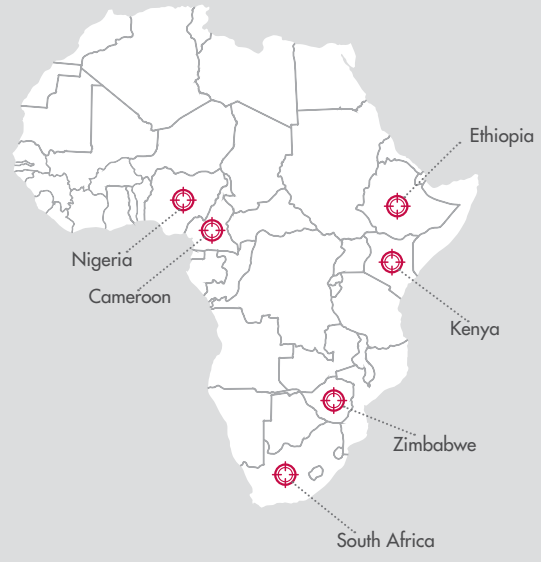 Ethiopia
Nigeria
Cameroon
Kenya
Zimbabwe
South Africa